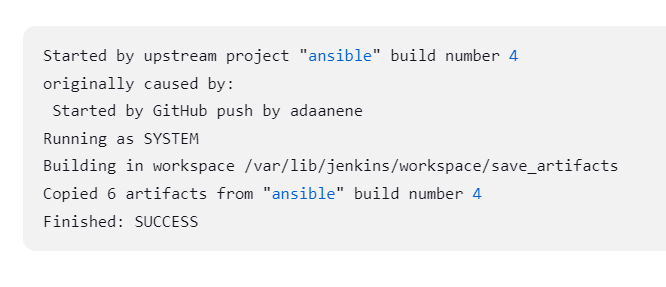 Started by upstream project "ansible" build number 4
originally caused by:
Started by GitHub push by adaanene
Running as SYSTEM
Building in workspace /var/lib/jenkins/workspace/save_artifacts
Copied 6 artifacts from "ansible" build number 4
Finished: SUCCESS